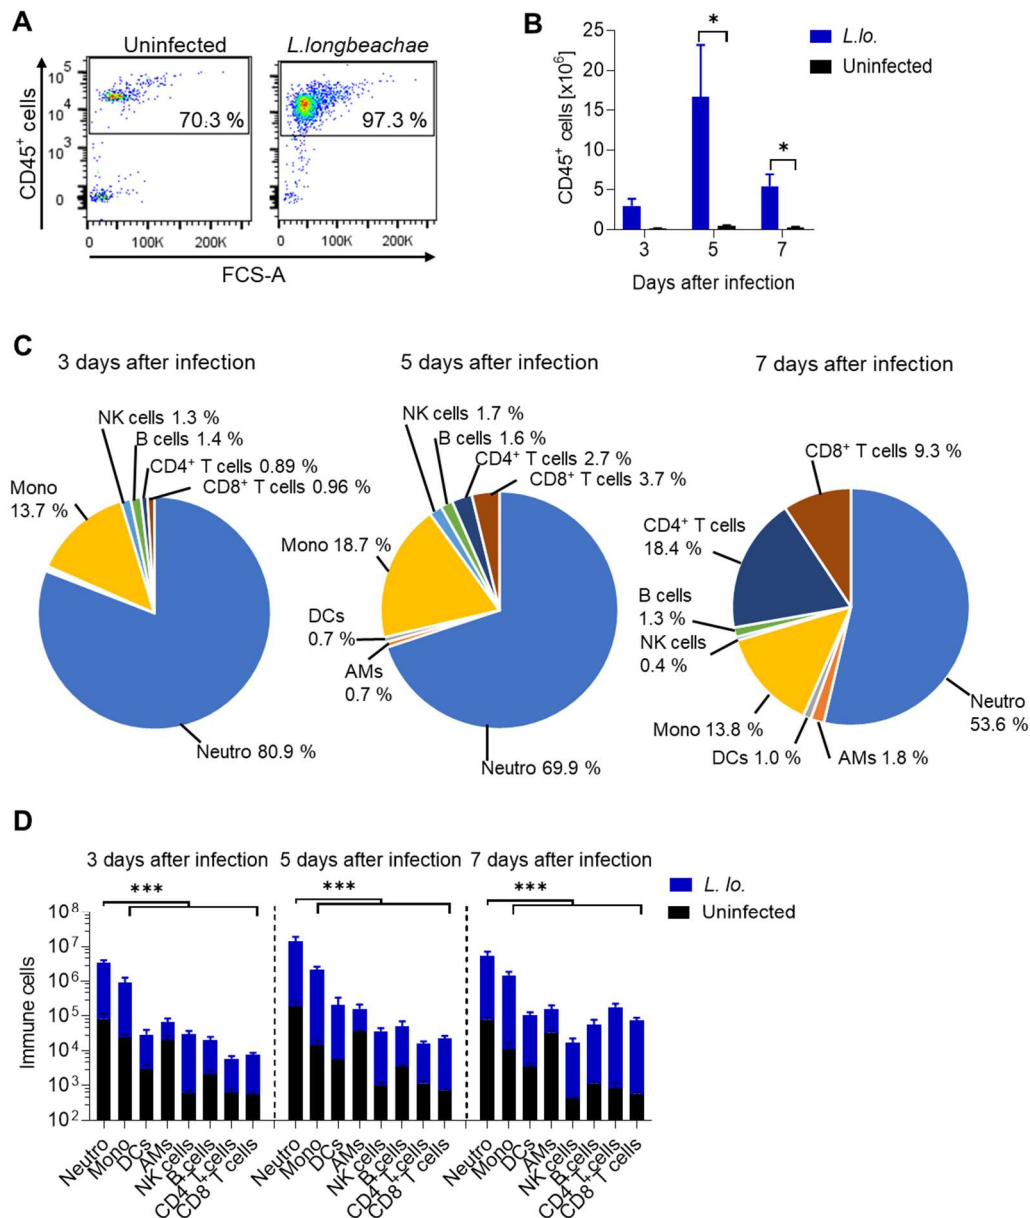 A
Uninfected
L.longbeachae
CD45+ cells
10^5
10^4
10^3
0
70.3 %
97.3 %
0 100K 200K
0 100K 200K
FCS-A
B
CD45+ cells [x10^6]
25
20
15
10
5
0
*
*
L.lo.
Uninfected
3 5 7
Days after infection
C
3 days after infection
NK cells 1.3 %
B cells 1.4 %
CD4+ T cells 0.89 %
CD8+ T cells 0.96 %
Mono
13.7 %
Neutro 80.9 %
5 days after infection
NK cells 1.7 %
B cells 1.6 %
CD4+ T cells 2.7 %
CD8+ T cells 3.7 %
Mono 18.7 %
DCs
0.7 %
AMs
0.7 %
Neutro 69.9 %
7 days after infection
CD8+ T cells 9.3 %
CD4+ T cells
18.4 %
B cells
1.3 %
NK cells
0.4 %
Mono 13.8 %
DCs 1.0 %
AMs 1.8 %
Neutro
53.6 %
D
3 days after infection
5 days after infection
7 days after infection
***
***
***
L. lo.
Uninfected
Immune cells
10^8
10^7
10^6
10^5
10^4
10^3
10^2
Neutro
Mono
DCs
AMs
NK cells
B cells
CD4+T cells
CD8+T cells
Neutro
Mono
DCs
AMs
NK cells
B cells
CD4+T cells
CD8+T cells
Neutro
Mono
DCs
AMs
NK cells
B cells
CD4+T cells
CD8+T cells